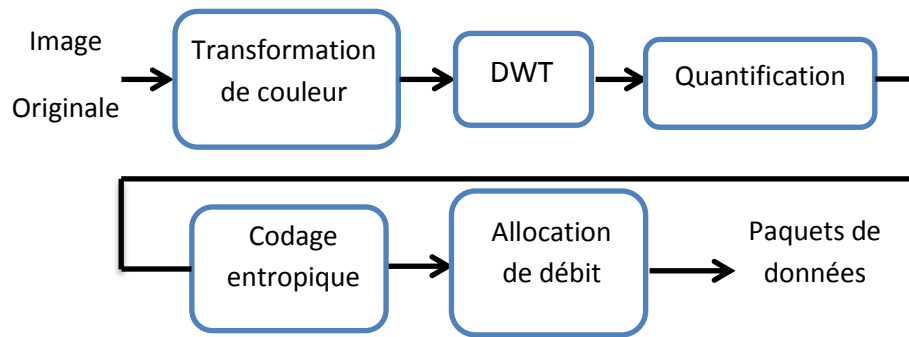 Image
Originale
Transformation
de couleur
DWT
Quantification
Codage
entropique
Allocation
de débit
Paquets de
données